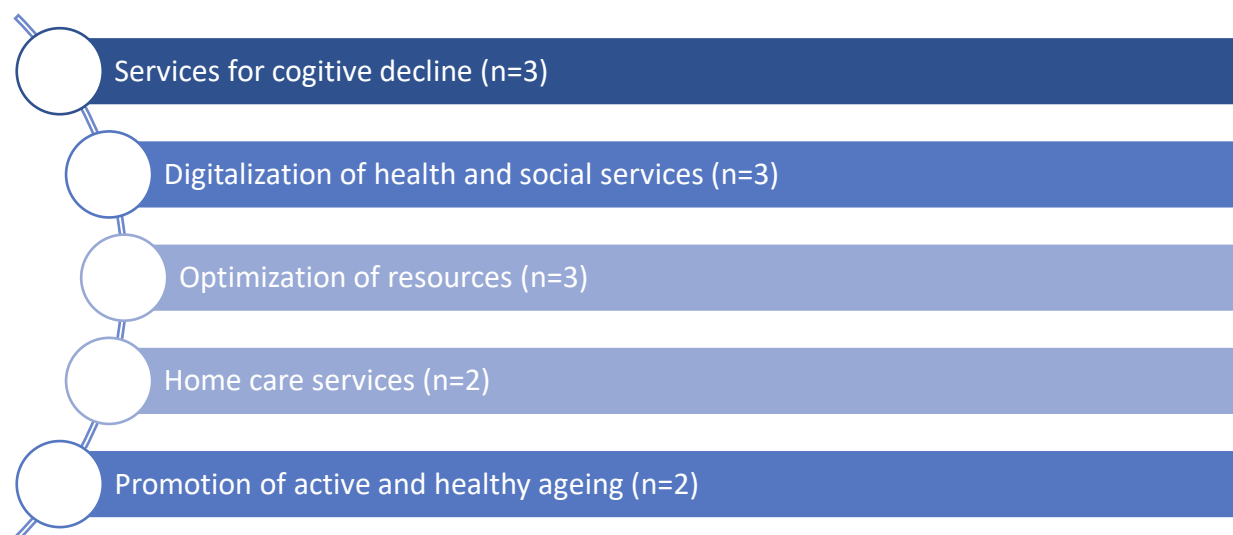 Services for cogitive decline (n=3)
Digitalization of health and social services (n=3)
Optimization of resources (n=3)
Home care services (n=2)
Promotion of active and healthy ageing (n=2)